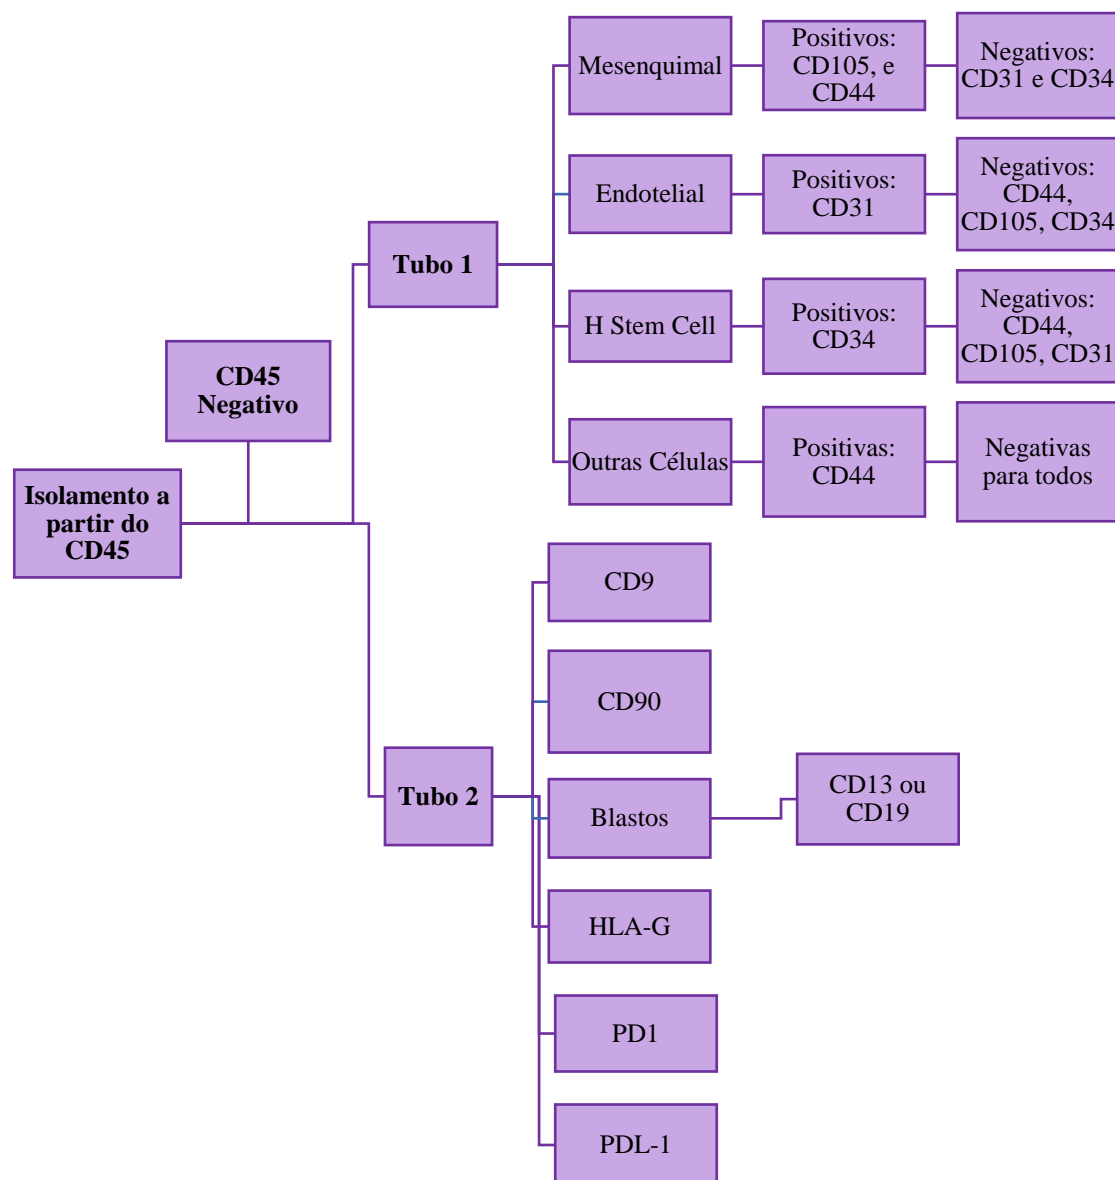 Isolamento a
partir do
CD45
CD45
Negativo
Tubo 1
Mesenquimal
Positivos:
CD105, e
CD44
Negativos:
CD31 e CD34
Endotelial
Positivos:
CD31
Negativos:
CD44,
CD105, CD34
H Stem Cell
Positivos:
CD34
Negativos:
CD44,
CD105, CD31
Outras Células
Positivas:
CD44
Negativas
para todos
Tubo 2
CD9
CD90
Blastos
CD13 ou
CD19
HLA-G
PD1
PDL-1